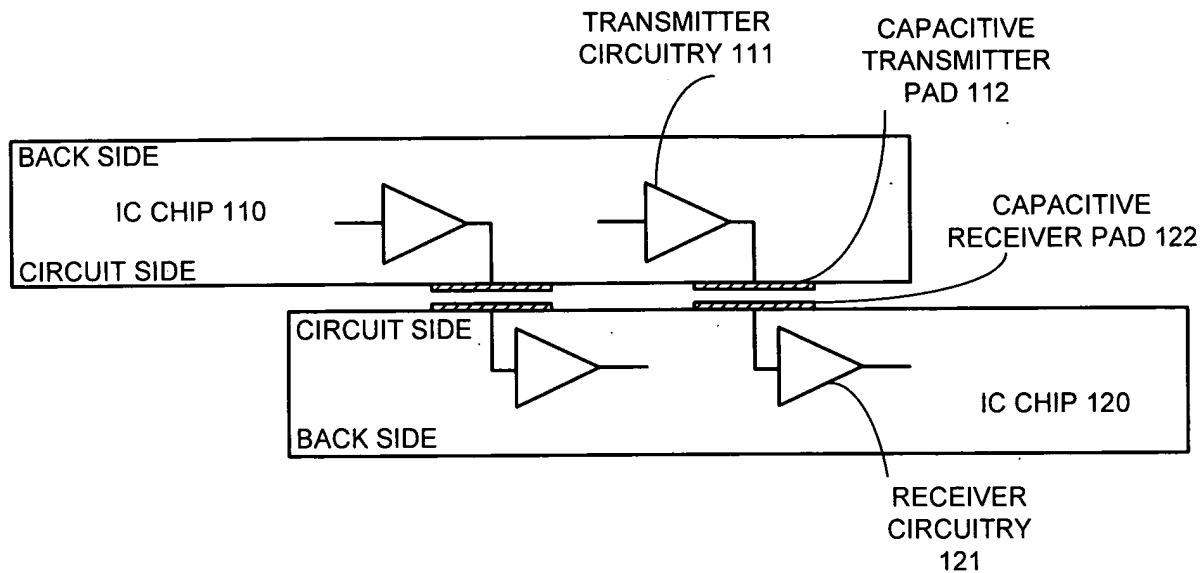 TRANSMITTER
CIRCUITRY 111
CAPACITIVE
TRANSMITTER
PAD 112
BACK SIDE
IC CHIP 110
CIRCUIT SIDE
CAPACITIVE
RECEIVER PAD 122
CIRCUIT SIDE
IC CHIP 120
BACK SIDE
RECEIVER
CIRCUITRY
121